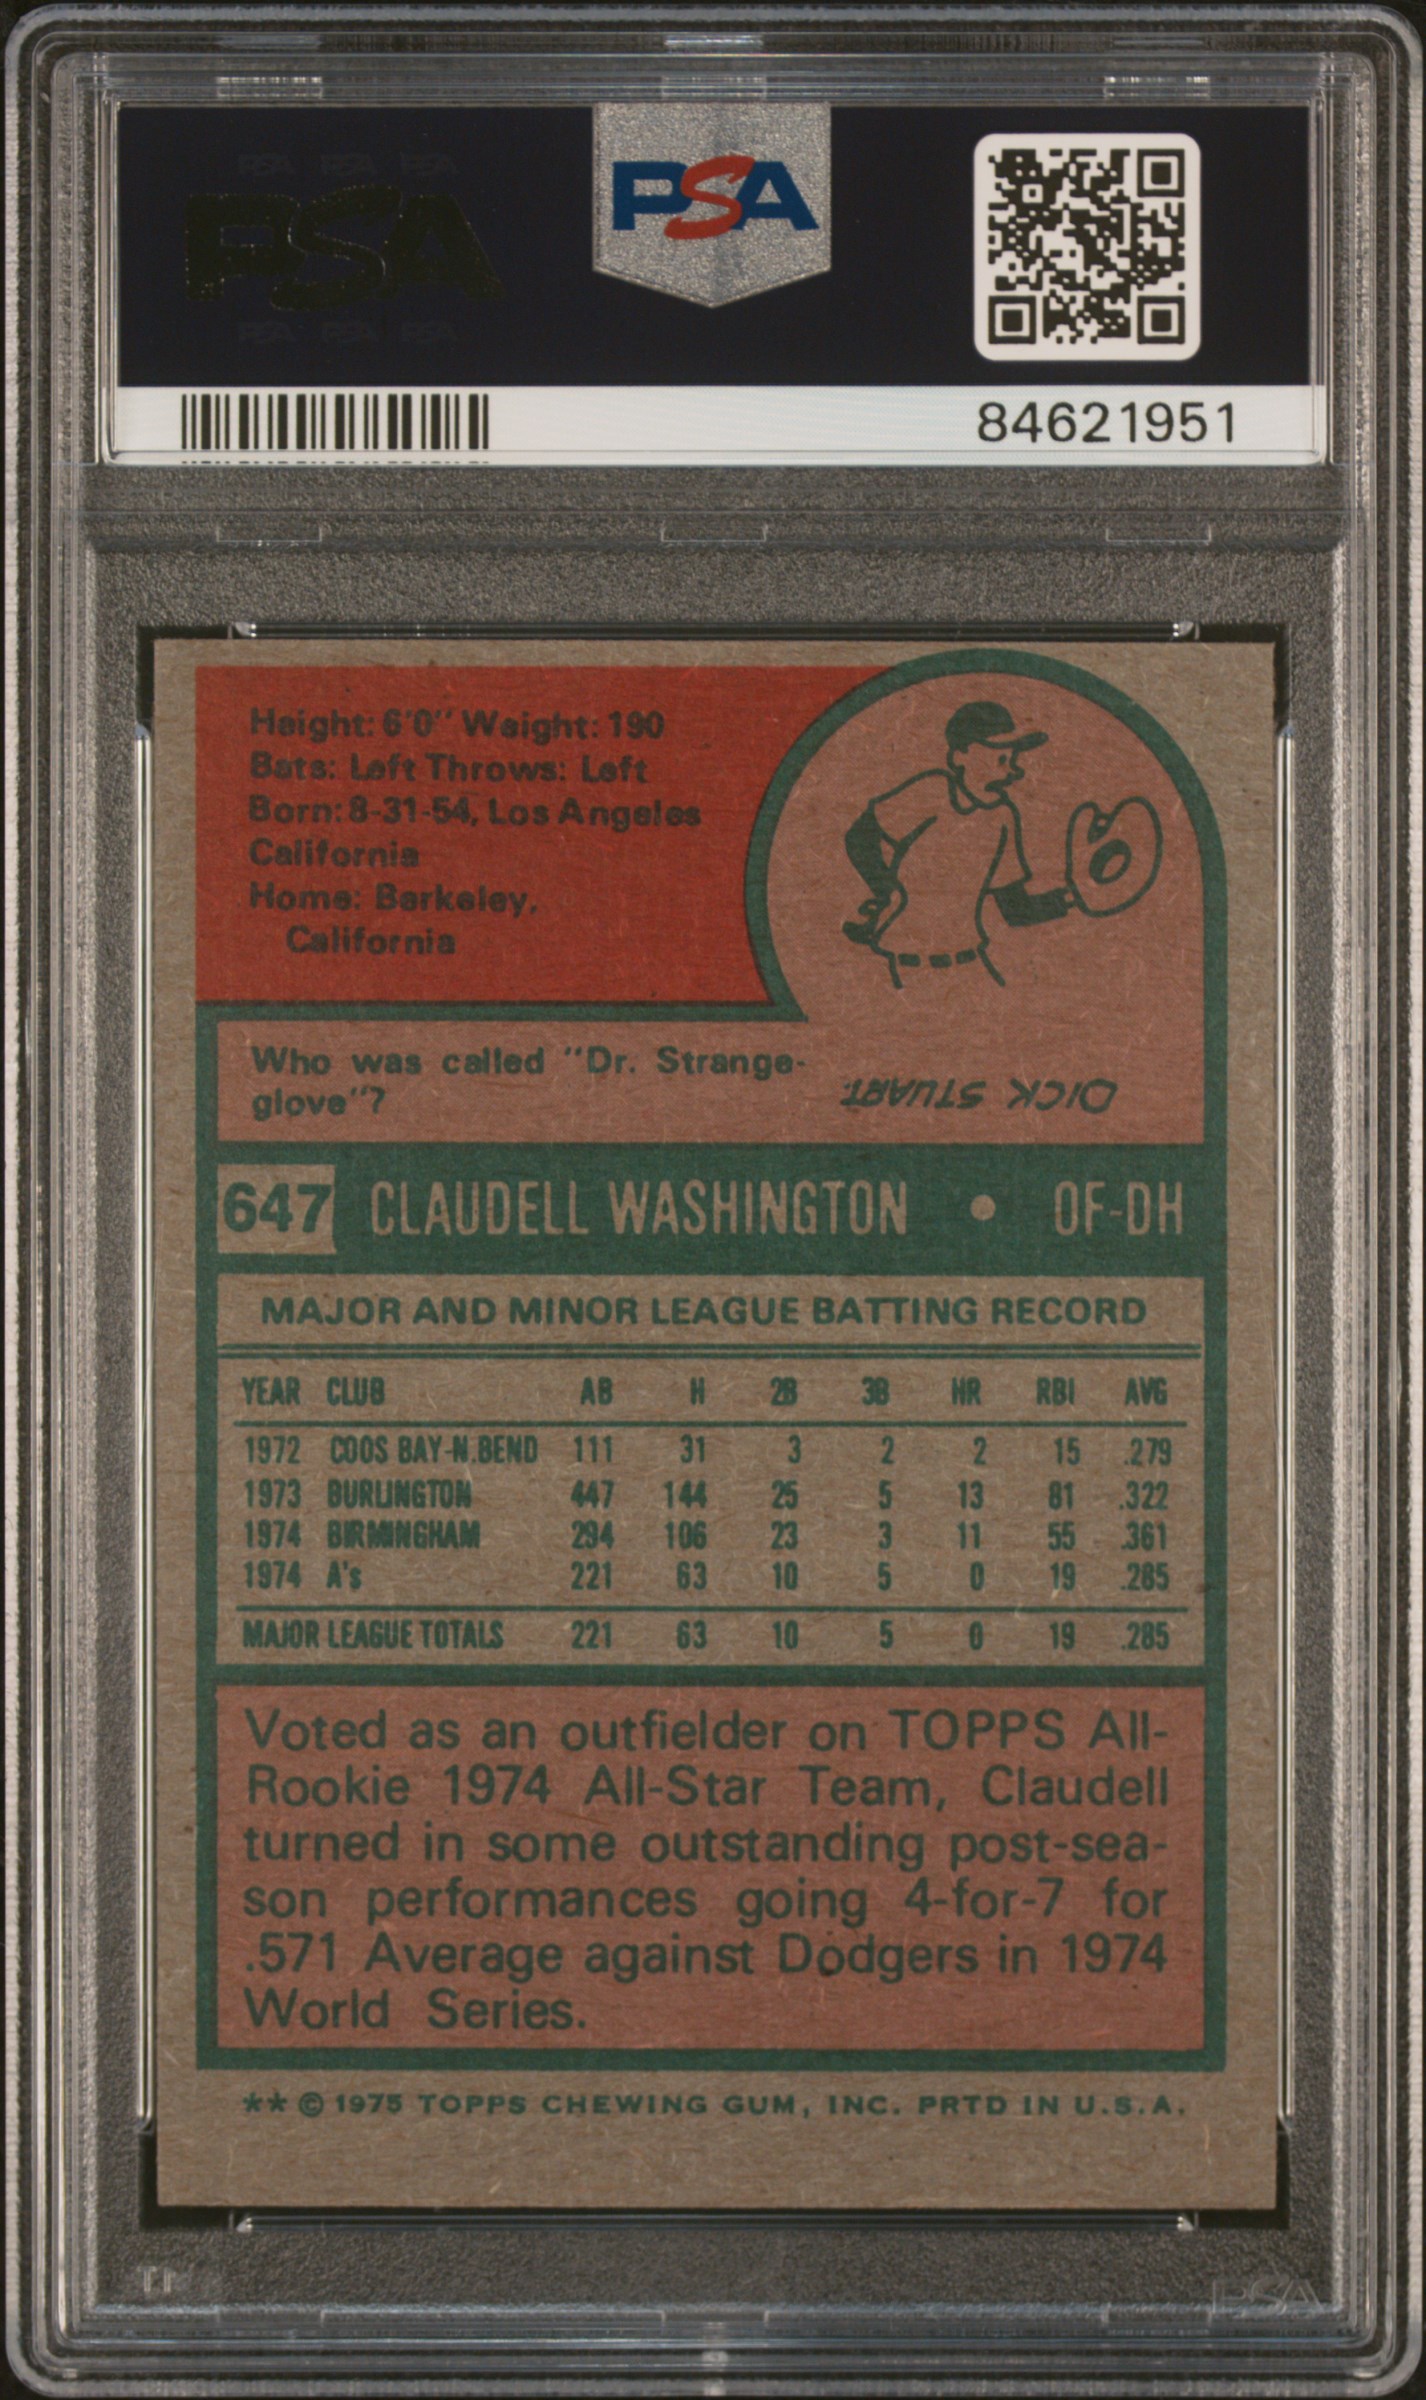 PSA PSA PSA
PSA
PSA PSA PSA
PSA
84621951
Height: 6'0" Weight: 190
Bats: Left Throws: Left
Born: 8-31-54, Los Angeles
California
Home: Berkeley,
California
Who was called "Dr. Strange-
glove"?
DICK STUART.
647 CLAUDELL WASHINGTON • OF-DH
MAJOR AND MINOR LEAGUE BATTING RECORD
YEAR CLUB AB H 2B 3B HR RBI AVG
1972 COOS BAY-N.BEND 111 31 3 2 2 15 .279
1973 BURLINGTON 447 144 25 5 13 81 .322
1974 BIRMINGHAM 294 106 23 3 11 55 .361
1974 A's 221 63 10 5 0 19 .285
MAJOR LEAGUE TOTALS 221 63 10 5 0 19 .285
Voted as an outfielder on TOPPS All-
Rookie 1974 All-Star Team, Claudell
turned in some outstanding post-sea-
son performances going 4-for-7 for
.571 Average against Dodgers in 1974
World Series.
** © 1975 TOPPS CHEWING GUM, INC. PRTD IN U.S.A.
PSA